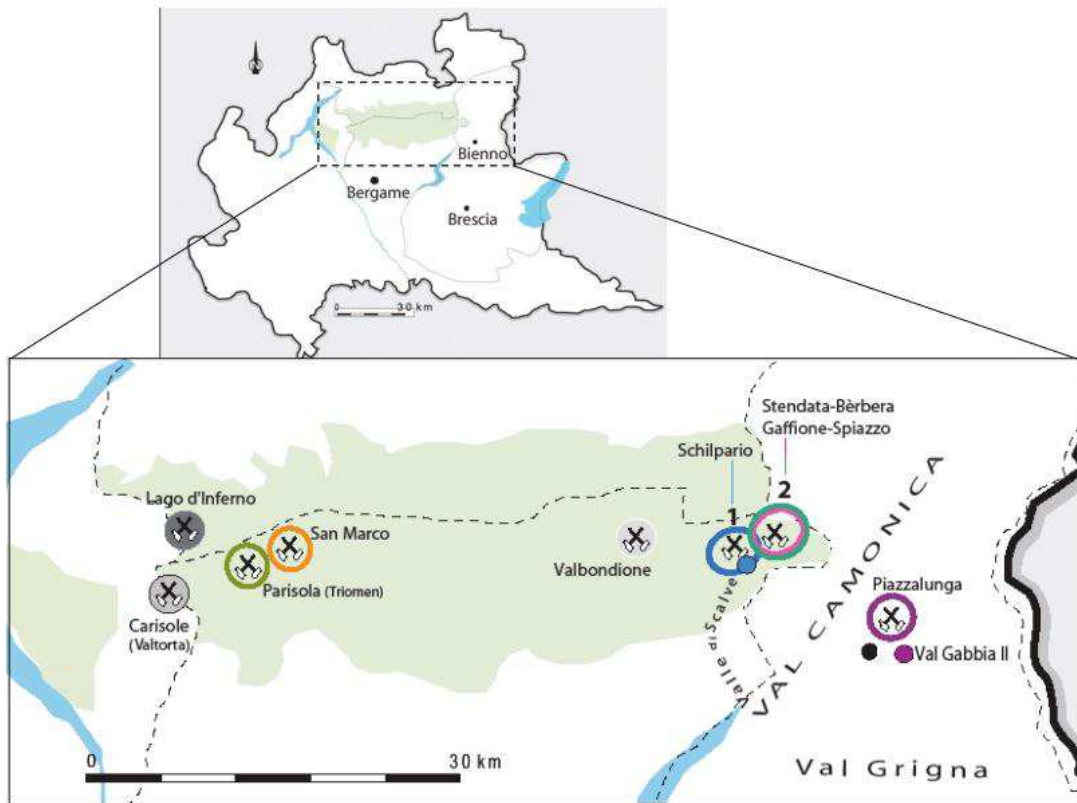 N
Bienno
Bergame
Brescia
0 30 km
Stendata-Bèrbera
Gaffione-Spiazzo
Schilpario
2
Lago d'Inferno
1
San Marco
Valbondione
Parisola (Triomen)
Piazzalunga
Carisole
(Valtorta)
Valle di Scalve
VAL CAMONICA
Val Gabbia II
0 30 km
Val Grigna